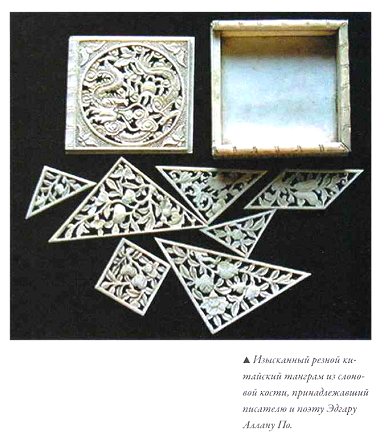 ▲ Изысканный резной ки-
тайский танграм из слоно-
вой кости, принадлежавший
писателю и поэту Эдгару
Аллану По.